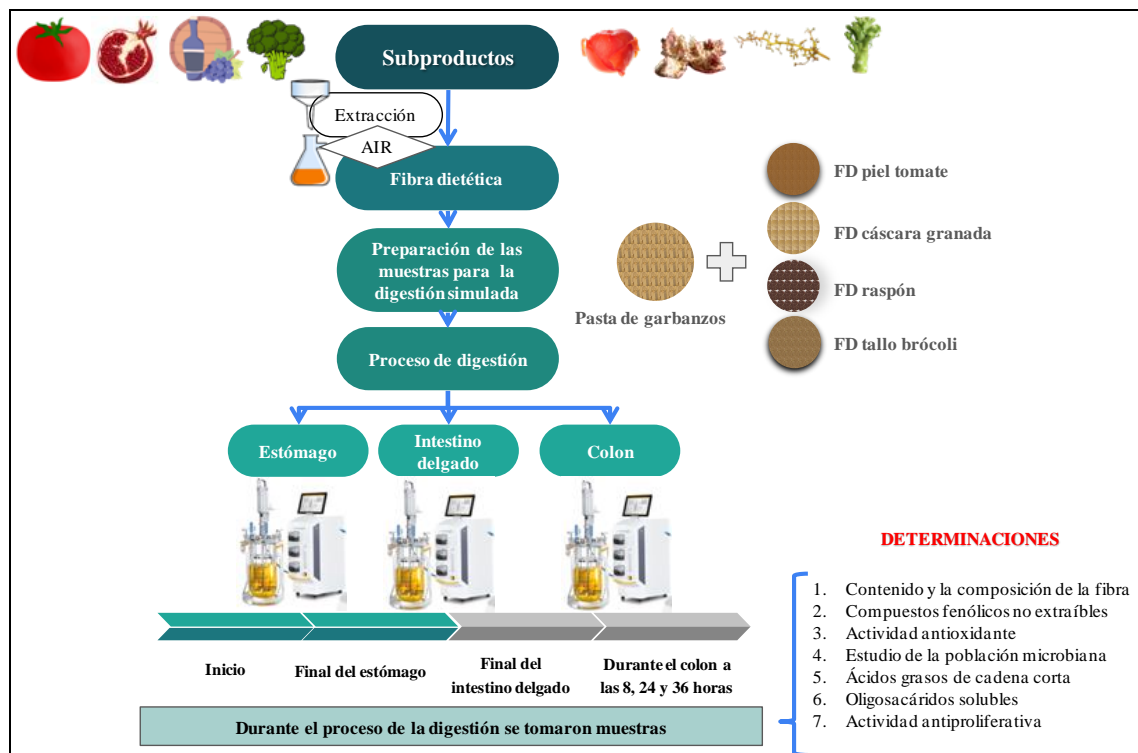 Subproductos
Extracción
AIR
Fibra dietética
Preparación de las
muestras para la
digestión simulada
Proceso de digestión
Estómago
Intestino
delgado
Colon
Pasta de garbanzos
FD piel tomate
FD cáscara granada
FD raspón
FD tallo brócoli
Inicio
Final del estómago
Final del
intestino delgado
Durante el colon a
las 8, 24 y 36 horas
Durante el proceso de la digestión se tomaron muestras
DETERMINACIONES
1. Contenido y la composición de la fibra
2. Compuestos fenólicos no extraíbles
3. Actividad antioxidante
4. Estudio de la población microbiana
5. Ácidos grasos de cadena corta
6. Oligosacáridos solubles
7. Actividad antiproliferativa